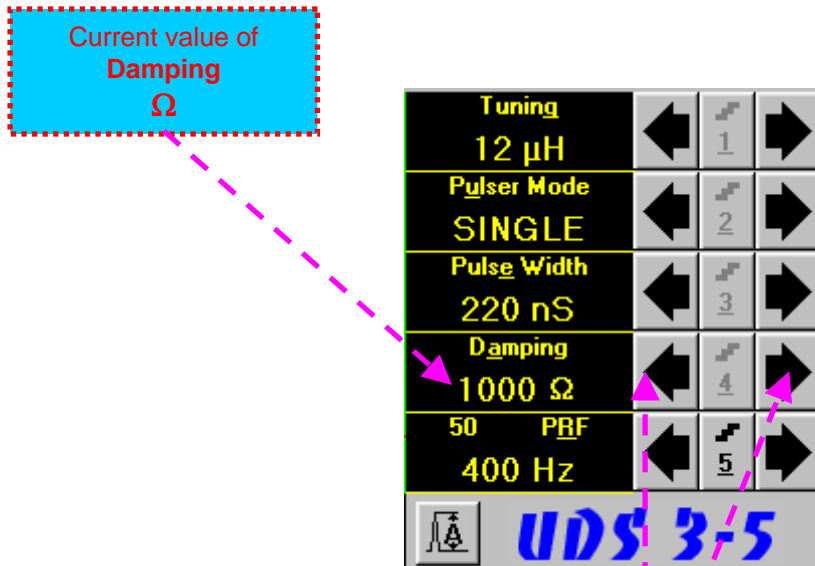 Current value of
Damping
Ω
Tuning
12 µH
1
Pulser Mode
SINGLE
2
Pulse Width
220 nS
3
Damping
1000 Ω
4
50 PRF
400 Hz
5
UDS 3-5